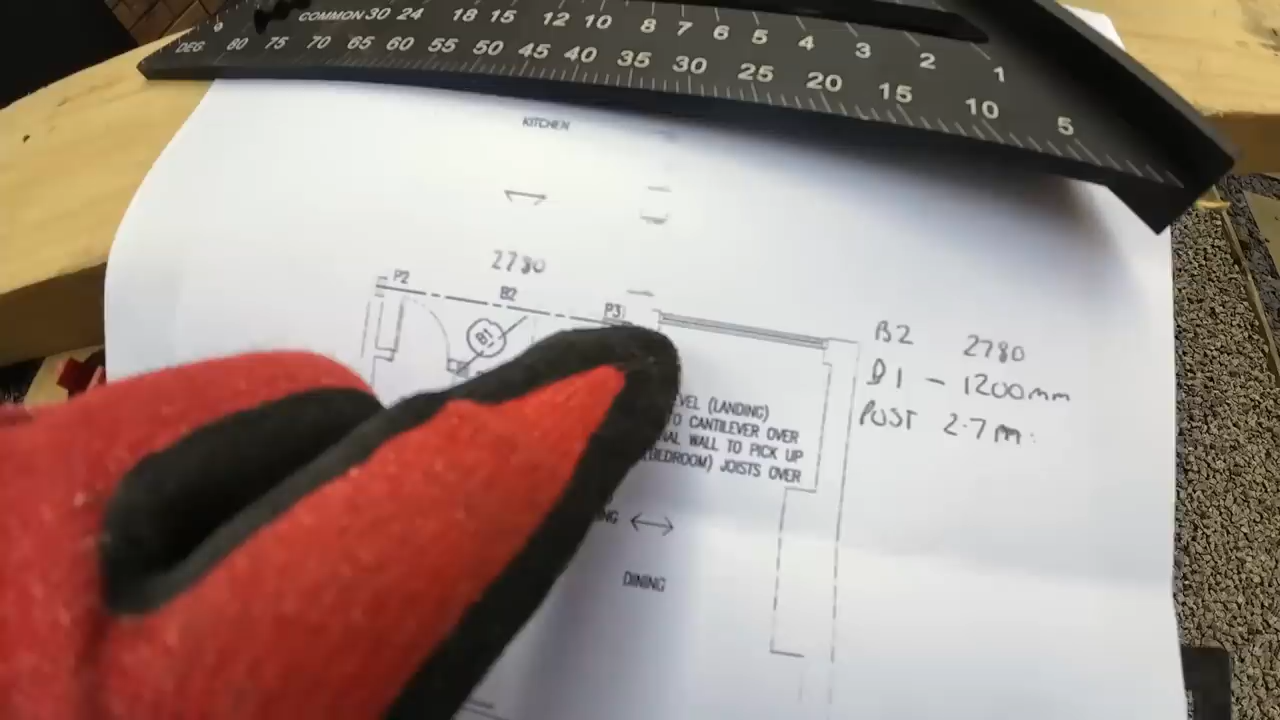 COMMON 30 24 18 15 12 10 8 7 6 5 4 3 2 1
DEG 80 75 70 65 60 55 50 45 40 35 30 25 20 15 10 5
KITCHEN
2780
P2
B2
P3
B1
B2 2780
D1 - 1200mm
POST 2.7m.
VEL (LANDING)
TO CANTILEVER OVER
NAL WALL TO PICK UP
(BEDROOM) JOISTS OVER
ING
DINING